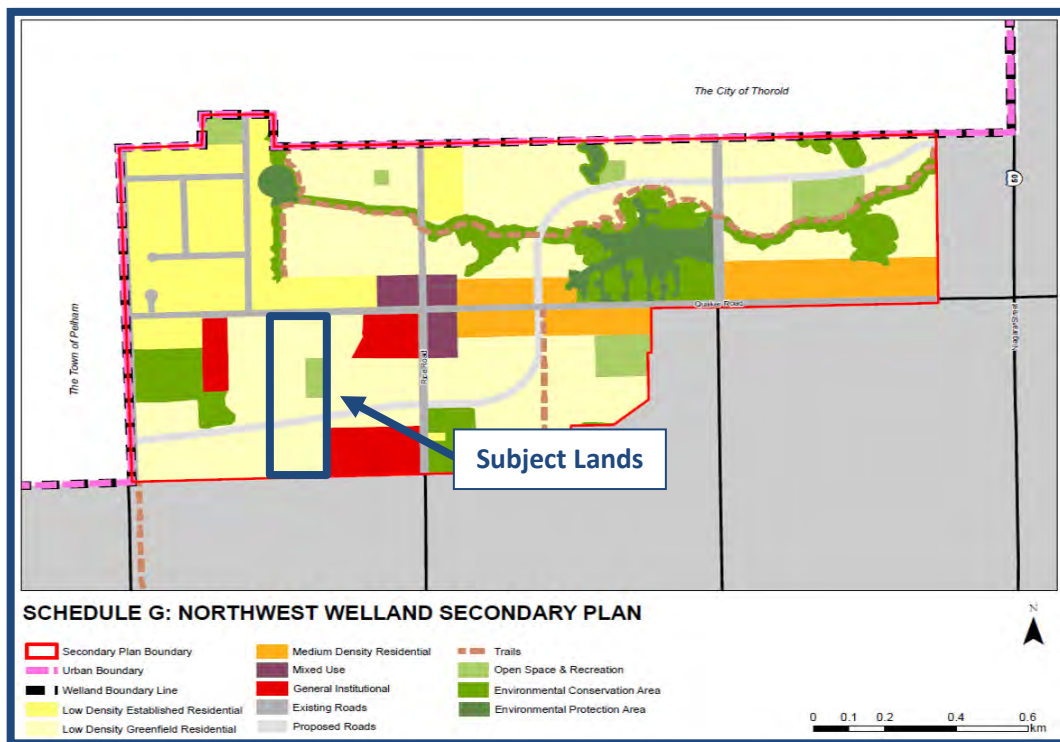 The City of Thorold
59
The Town of Pelham
Quaker Road
Rice Road
Niagara Street
Subject Lands
SCHEDULE G: NORTHWEST WELLAND SECONDARY PLAN
N
Secondary Plan Boundary
Urban Boundary
Welland Boundary Line
Low Density Established Residential
Low Density Greenfield Residential
Medium Density Residential
Mixed Use
General Institutional
Existing Roads
Proposed Roads
Trails
Open Space & Recreation
Environmental Conservation Area
Environmental Protection Area
0 0.1 0.2 0.4 0.6
km